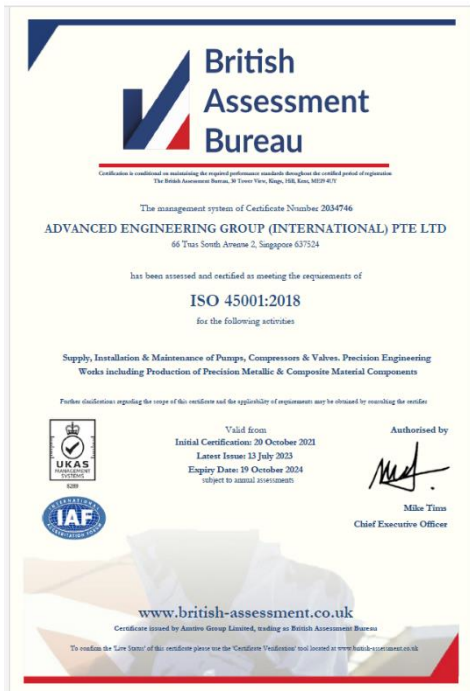 British
Assessment
Bureau
Certification is conditional on maintaining the required performance standards throughout the certified period of registration
The British Assessment Bureau, 30 Tower View, Kings, Hill, Kent, ME19 4UY
The management system of Certificate Number 2034746
ADVANCED ENGINEERING GROUP (INTERNATIONAL) PTE LTD
66 Tuas South Avenue 2, Singapore 637524
has been assessed and certified as meeting the requirements of
ISO 45001:2018
for the following activities
Supply, Installation & Maintenance of Pumps, Compressors & Valves. Precision Engineering
Works including Production of Precision Metallic & Composite Material Components
Further clarifications regarding the scope of this certificate and the applicability of requirements may be obtained by consulting the certifier
Valid from
Initial Certification: 20 October 2021
Latest Issue: 13 July 2023
Expiry Date: 19 October 2024
subject to annual assessments
Authorised by
Mike Tims
Chief Executive Officer
UKAS
MANAGEMENT
SYSTEMS
8289
INTERNATIONAL
ACCREDITATION FORUM
IAF
www.british-assessment.co.uk
Certificate issued by Amtivo Group Limited, trading as British Assessment Bureau
To confirm the 'Live Status' of this certificate please use the 'Certificate Verification' tool located at www.british-assessment.co.uk